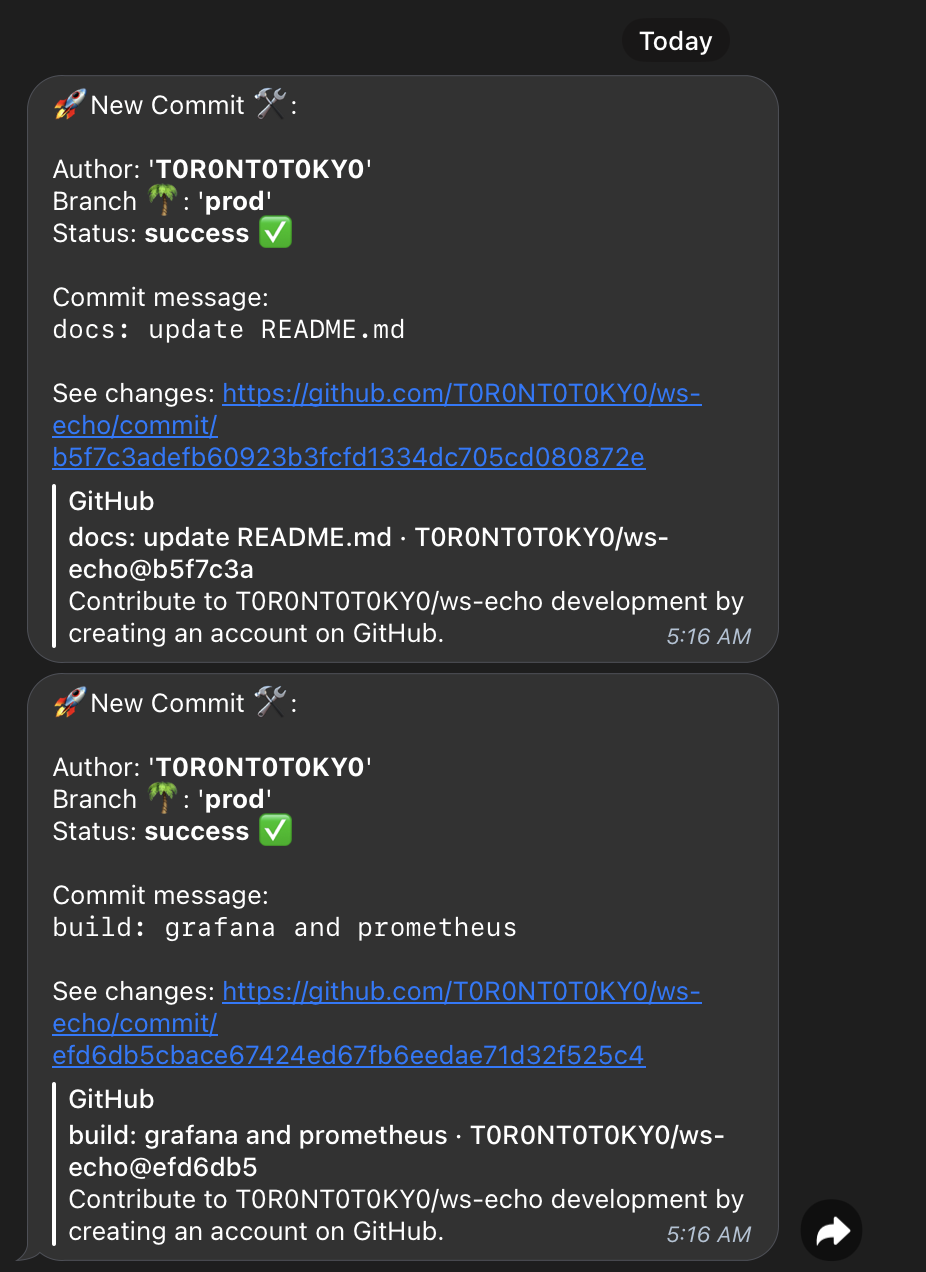 Today
🚀New Commit 🛠️:
Author: 'T0R0NT0T0KY0'
Branch 🌴: 'prod'
Status: success ✅
Commit message:
docs: update README.md
See changes: https://github.com/T0R0NT0T0KY0/ws-
echo/commit/
b5f7c3adefb60923b3fcfd1334dc705cd080872e
GitHub
docs: update README.md · T0R0NT0T0KY0/ws-
echo@b5f7c3a
Contribute to T0R0NT0T0KY0/ws-echo development by
creating an account on GitHub.
5:16 AM
🚀New Commit 🛠️:
Author: 'T0R0NT0T0KY0'
Branch 🌴: 'prod'
Status: success ✅
Commit message:
build: grafana and prometheus
See changes: https://github.com/T0R0NT0T0KY0/ws-
echo/commit/
efd6db5cbace67424ed67fb6eedae71d32f525c4
GitHub
build: grafana and prometheus · T0R0NT0T0KY0/ws-
echo@efd6db5
Contribute to T0R0NT0T0KY0/ws-echo development by
creating an account on GitHub.
5:16 AM